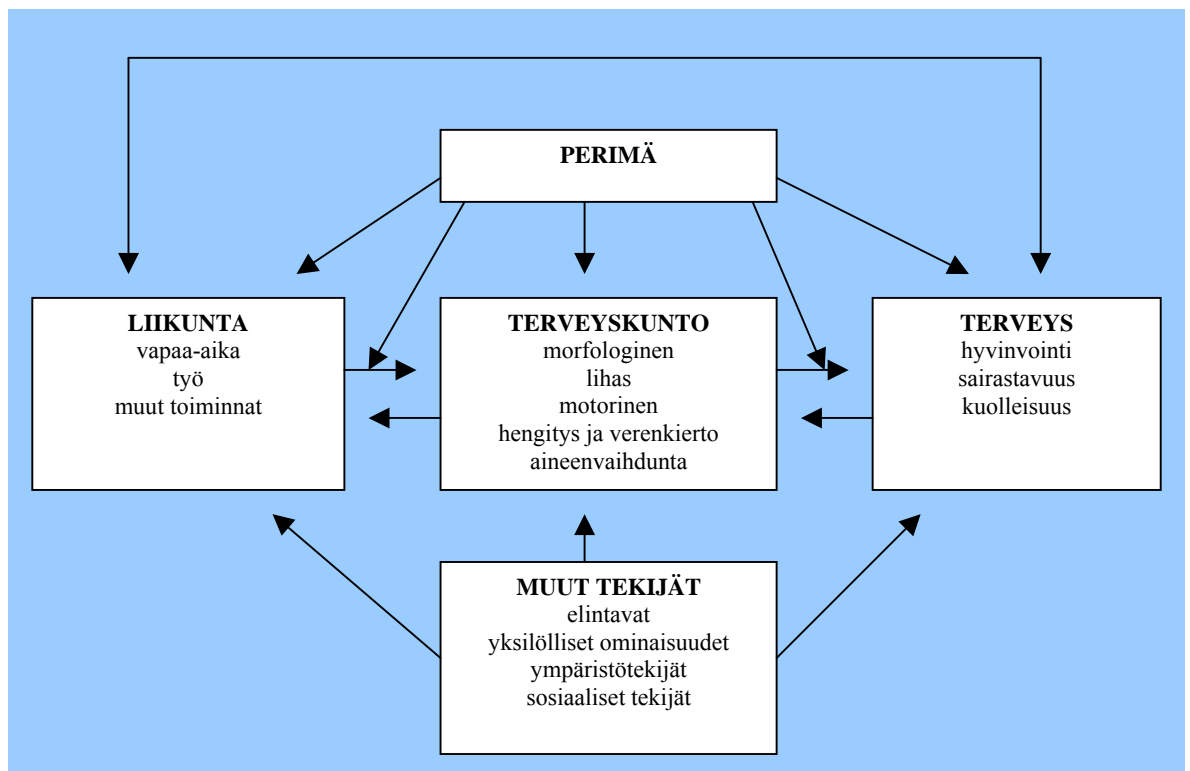 PERIMÄ
LIIKUNTA
vapaa-aika
työ
muut toiminnat
TERVEYSKUNTO
morfologinen
lihas
motorinen
hengitys ja verenkierto
aineenvaihdunta
TERVEYS
hyvinvointi
sairastavuus
kuolleisuus
MUUT TEKIJÄT
elintavat
yksilölliset ominaisuudet
ympäristötekijät
sosiaaliset tekijät